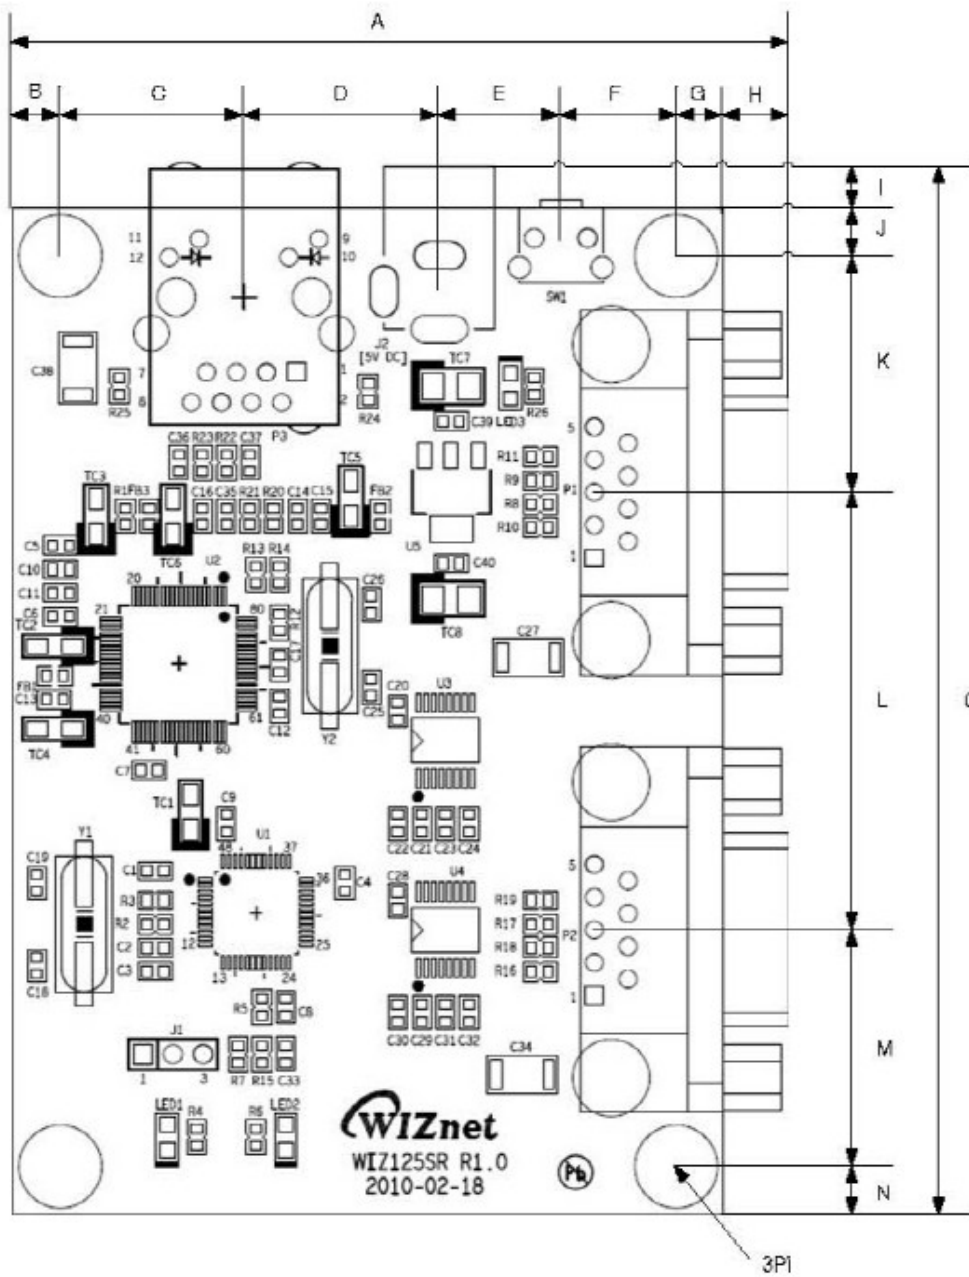 A
B C D E F G H
I
J
11 9
12 10
SW1
K
J2
[5V DC]
TC7
C38
7 1
R25
8 2
R24
C39 LED3
R26
P3
C36 R23 R22 C37
TC5
5
R11
TC3
R1 FB3 C16 C35 R21 R20 C14 C15 FB2
R9
P1
R8
R10
C5
TC6 U2
R13 R14
U5
C40
1
C10
20
C26
C11
21 80
R12
C6
TC2
TC8
C17
C27
FB1
C13
U3
C20
L
40 61
C25
C12
TC4
41 60
Y2
C7
TC1
C9
Y1
U1
C22 C21 C23 C24
48 37
C19
5
C1
36
C4
C28
U4
R3
R19
R2
R17
P2
12 25
C2
R18
C3
R16
13 24
C18
1
R5 C8
C30 C29 C31 C32
J1
M
1 3
R7 R15 C33
C34
LED1 R4 R6 LED2
WIZnet
WIZ125SR R1.0
Pb
2010-02-18
N
3PI